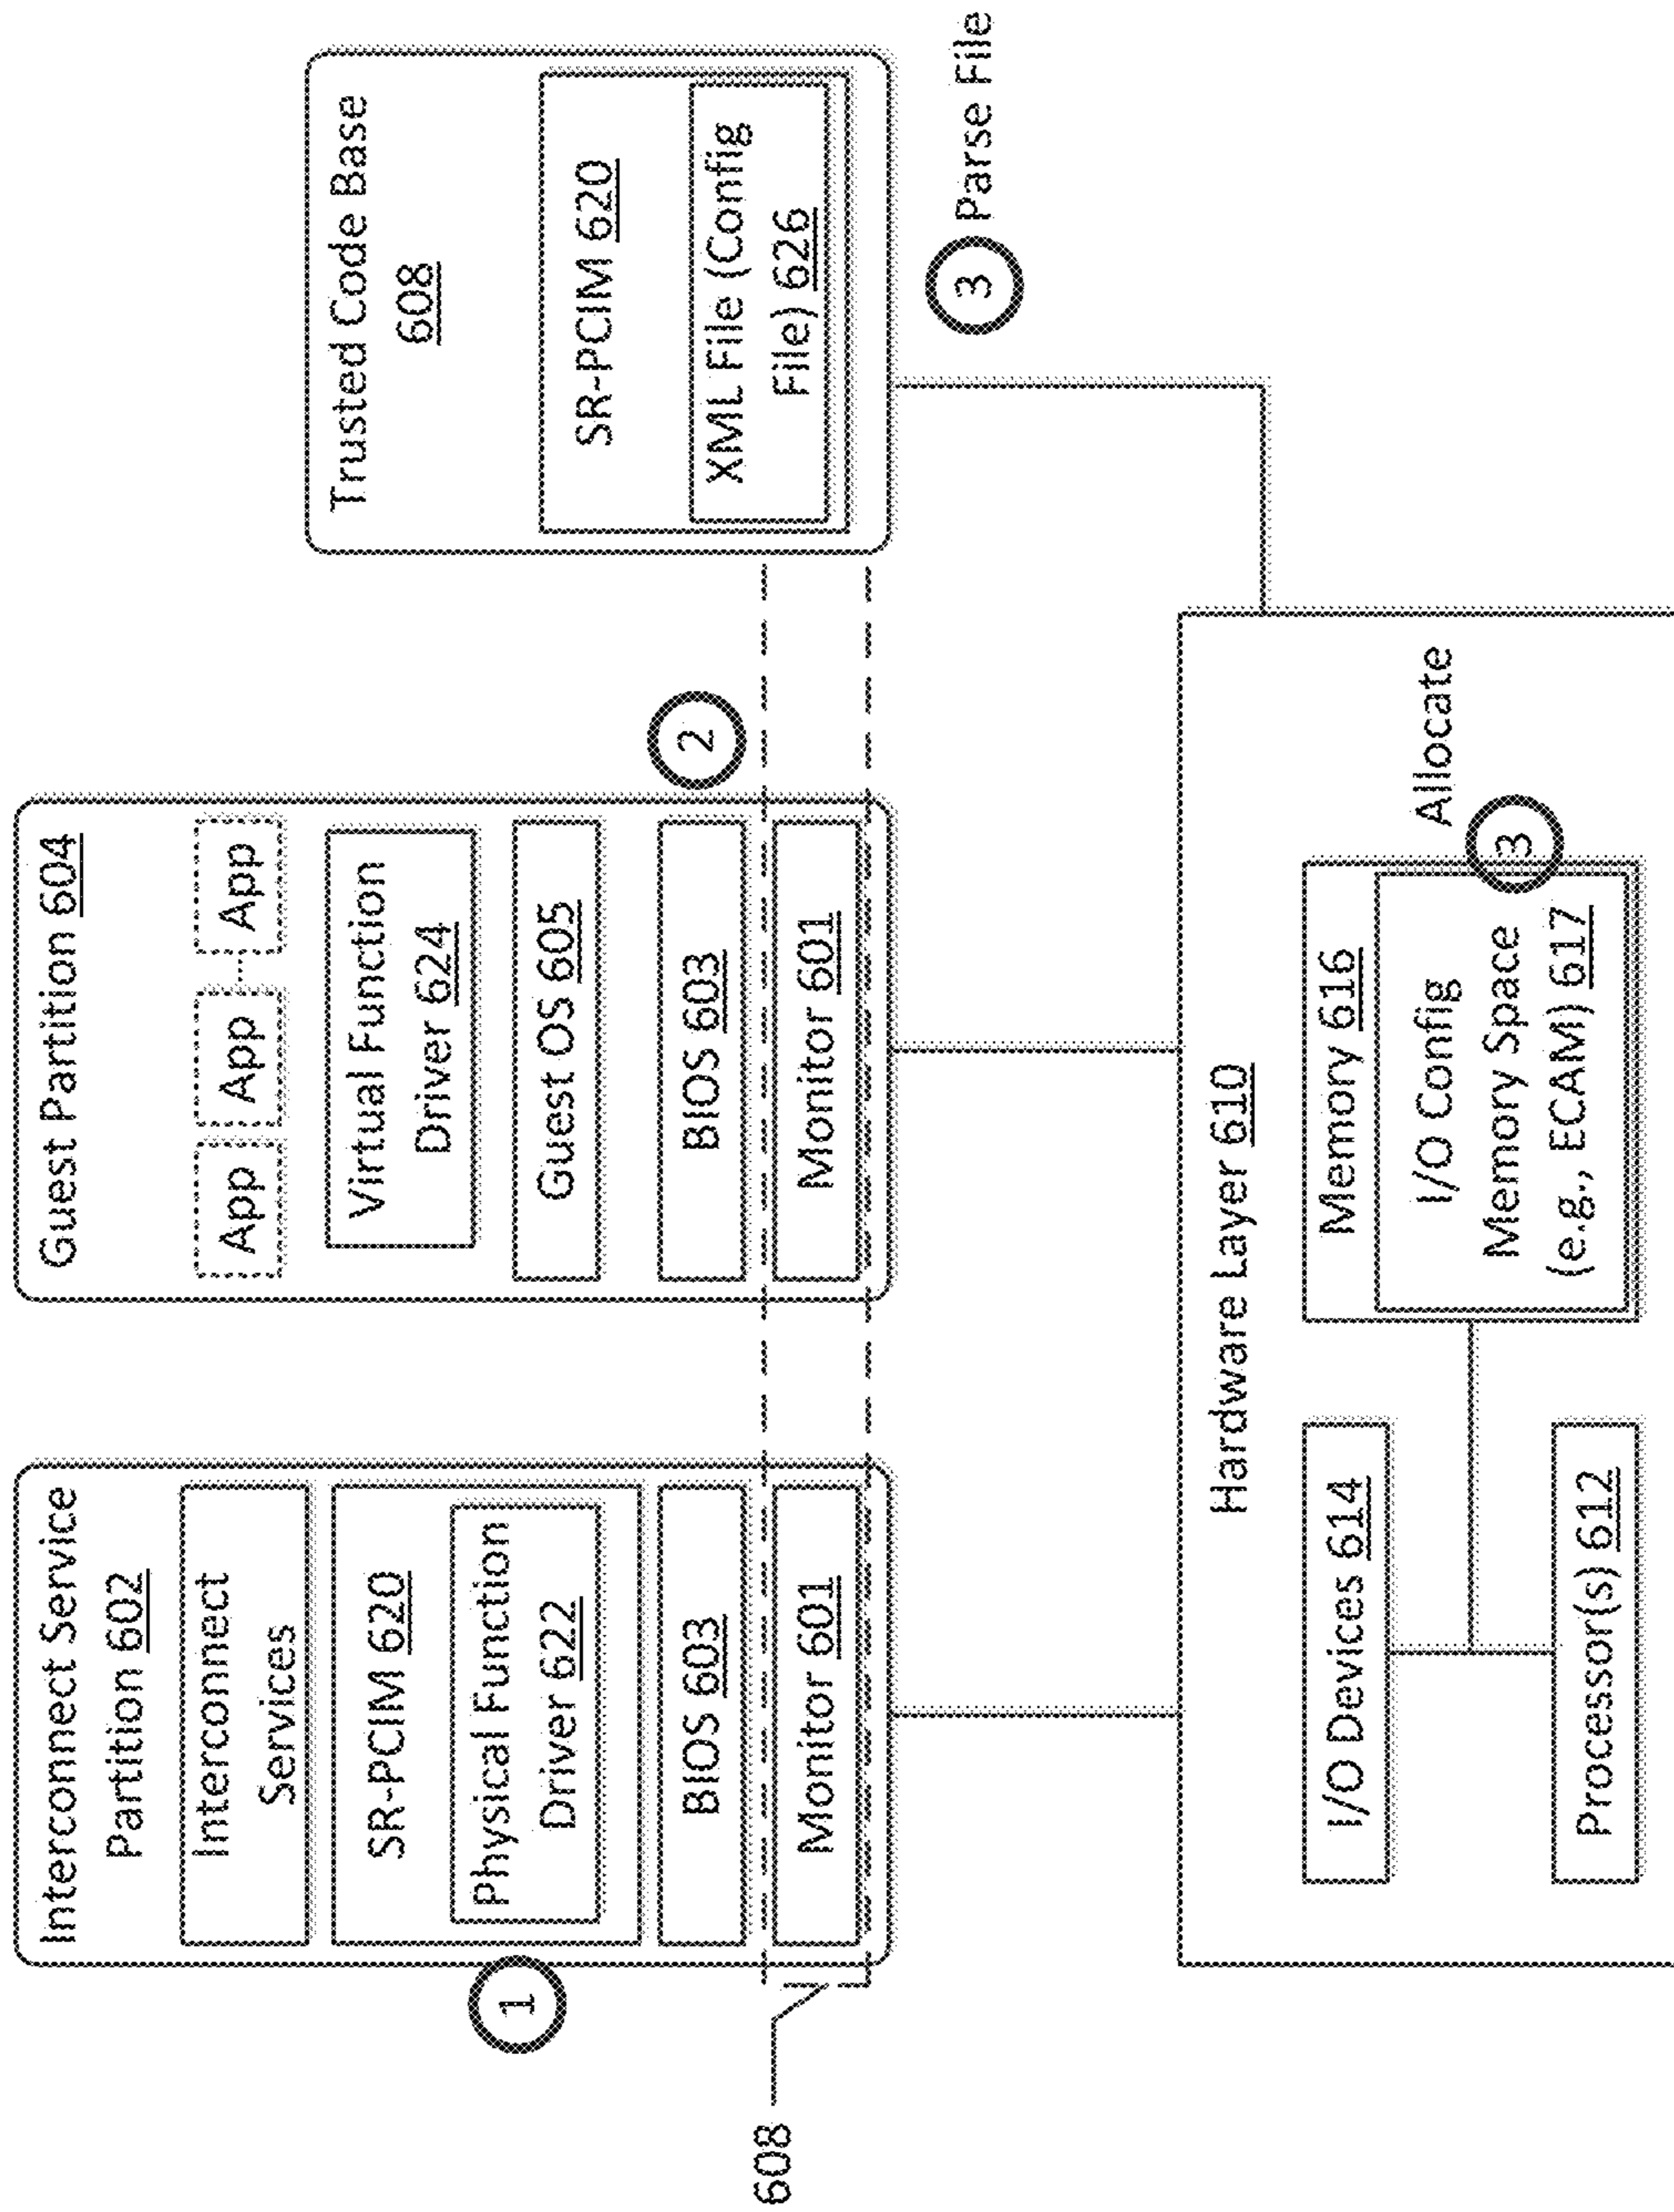 Interconnect Service
Partition 602
Interconnect
Services
SR-PCIM 620
Physical Function
Driver 622
BIOS 603
Monitor 601
1
608
Guest Partition 604
App
App
App
Virtual Function
Driver 624
Guest OS 605
BIOS 603
Monitor 601
2
Trusted Code Base
608
SR-PCIM 620
XML File (Config
File) 626
3
Parse File
Hardware Layer 610
I/O Devices 614
Processor(s) 612
Memory 616
I/O Config
Memory Space
(e.g., ECAM) 617
3
Allocate